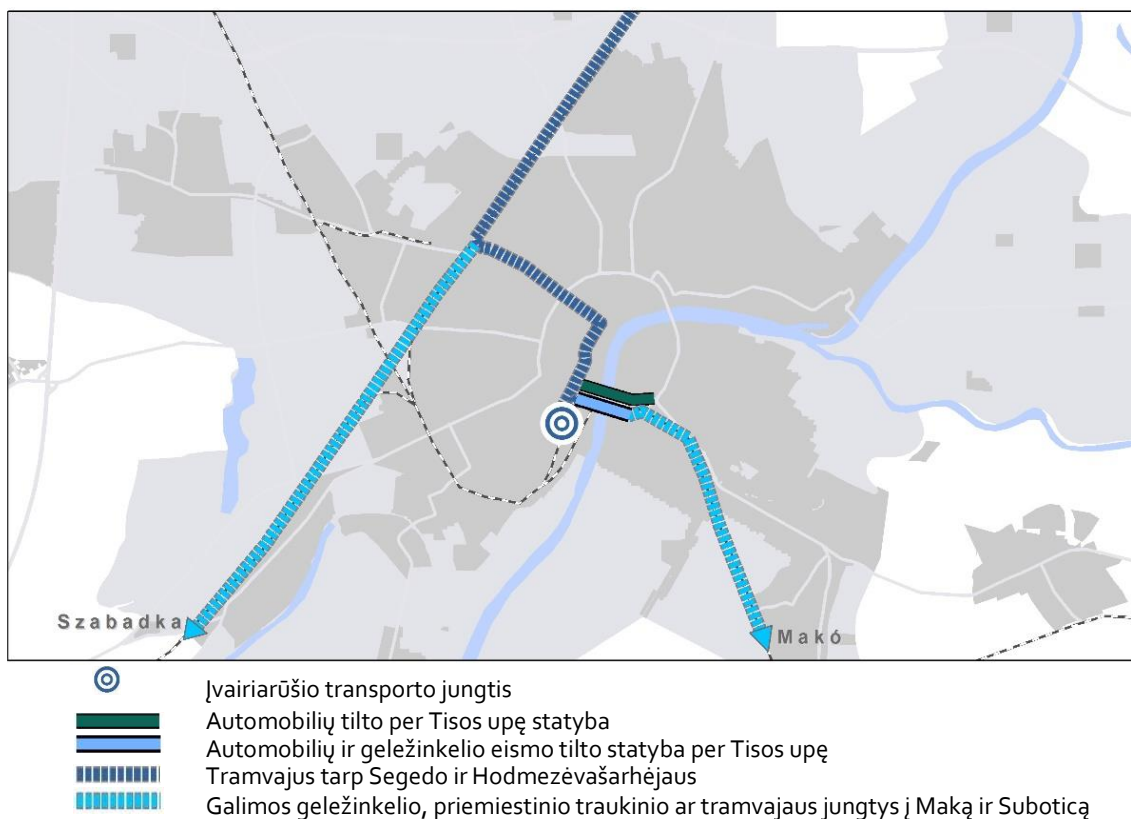 Szabadka
Makó
Įvairiarūšio transporto jungtis
Automobilių tilto per Tisos upę statyba
Automobilių ir geležinkelio eismo tilto statyba per Tisos upę
Tramvajus tarp Segedo ir Hodmezėvašarhėjaus
Galimos geležinkelio, priemiestinio traukinio ar tramvajaus jungtys į Maką ir Suboticą